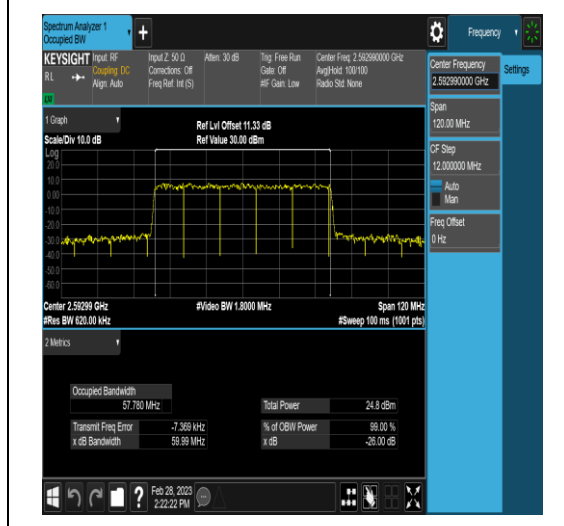 Spectrum Analyzer 1
Occupied BW
Frequency
KEYSIGHT
Input: RF
Coupling: DC
Align: Auto
Input Z: 50 Ω
Corrections: Off
Freq Ref: Int (S)
Atten: 30 dB
Trig: Free Run
Gate: Off
#IF Gain: Low
Center Freq: 2.592990000 GHz
Avg|Hold: 100/100
Radio Std: None
RL
Center Frequency
2.592990000 GHz
Settings
Span
120.00 MHz
CF Step
12.000000 MHz
Auto
Man
Freq Offset
0 Hz
1 Graph
Scale/Div 10.0 dB
Ref Lvl Offset 11.33 dB
Ref Value 30.00 dBm
Log
20.0
10.0
0.00
-10.0
-20.0
-30.0
-40.0
-50.0
-60.0
Center 2.59299 GHz
#Video BW 1.8000 MHz
Span 120 MHz
#Res BW 620.00 kHz
#Sweep 100 ms (1001 pts)
2 Metrics
Occupied Bandwidth
57.780 MHz
Total Power
24.8 dBm
Transmit Freq Error
-7.369 kHz
% of OBW Power
99.00 %
x dB Bandwidth
59.99 MHz
x dB
-26.00 dB
Feb 28, 2023
2:22:22 PM